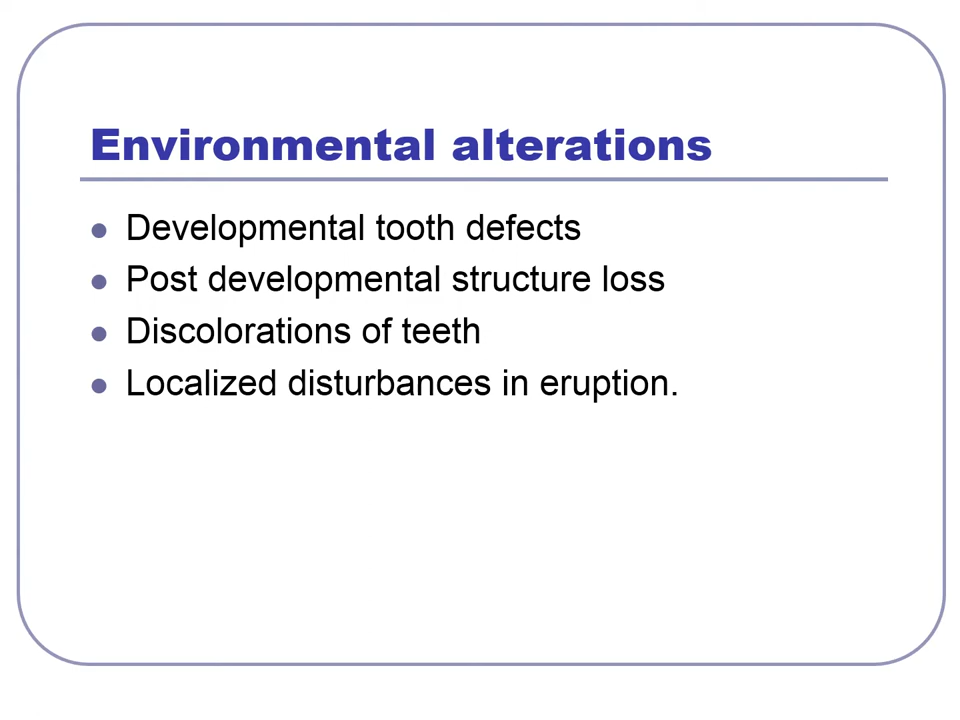 Environmental alterations
Developmental tooth defects
Post developmental structure loss
Discolorations of teeth
Localized disturbances in eruption.